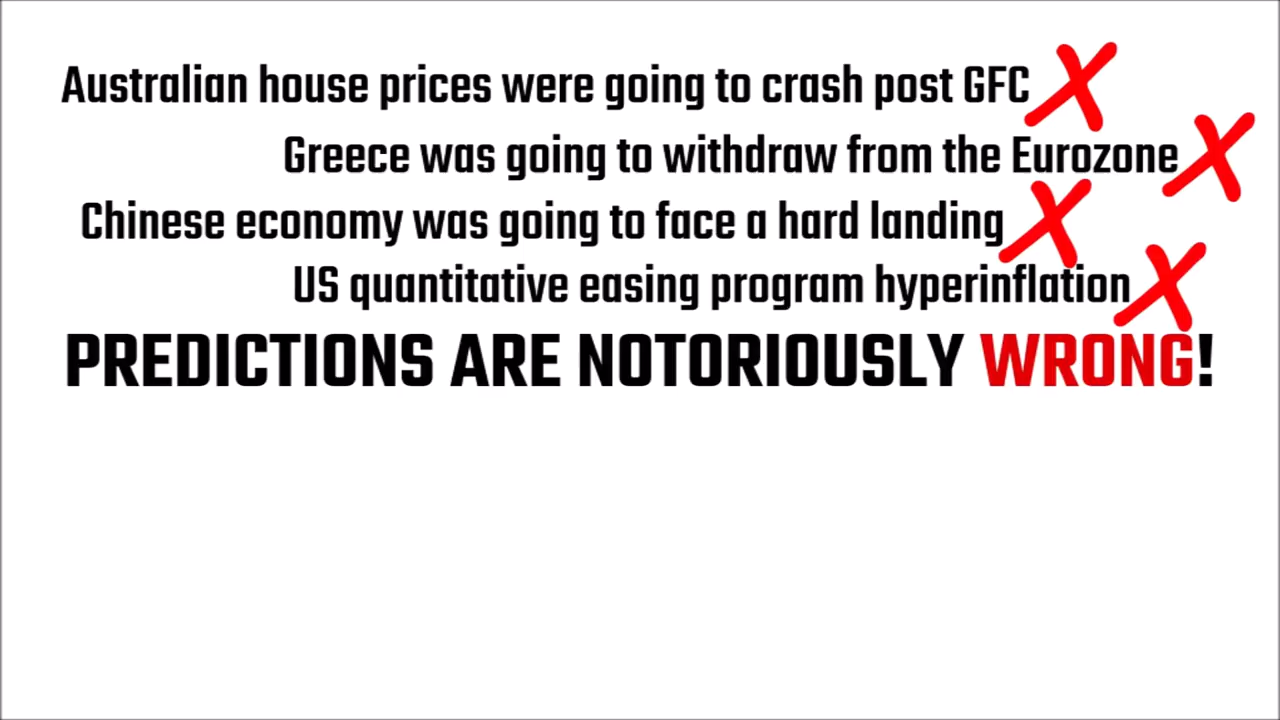 Australian house prices were going to crash post GFC
Greece was going to withdraw from the Eurozone
Chinese economy was going to face a hard landing
US quantitative easing program hyperinflation
PREDICTIONS ARE NOTORIOUSLY WRONG!